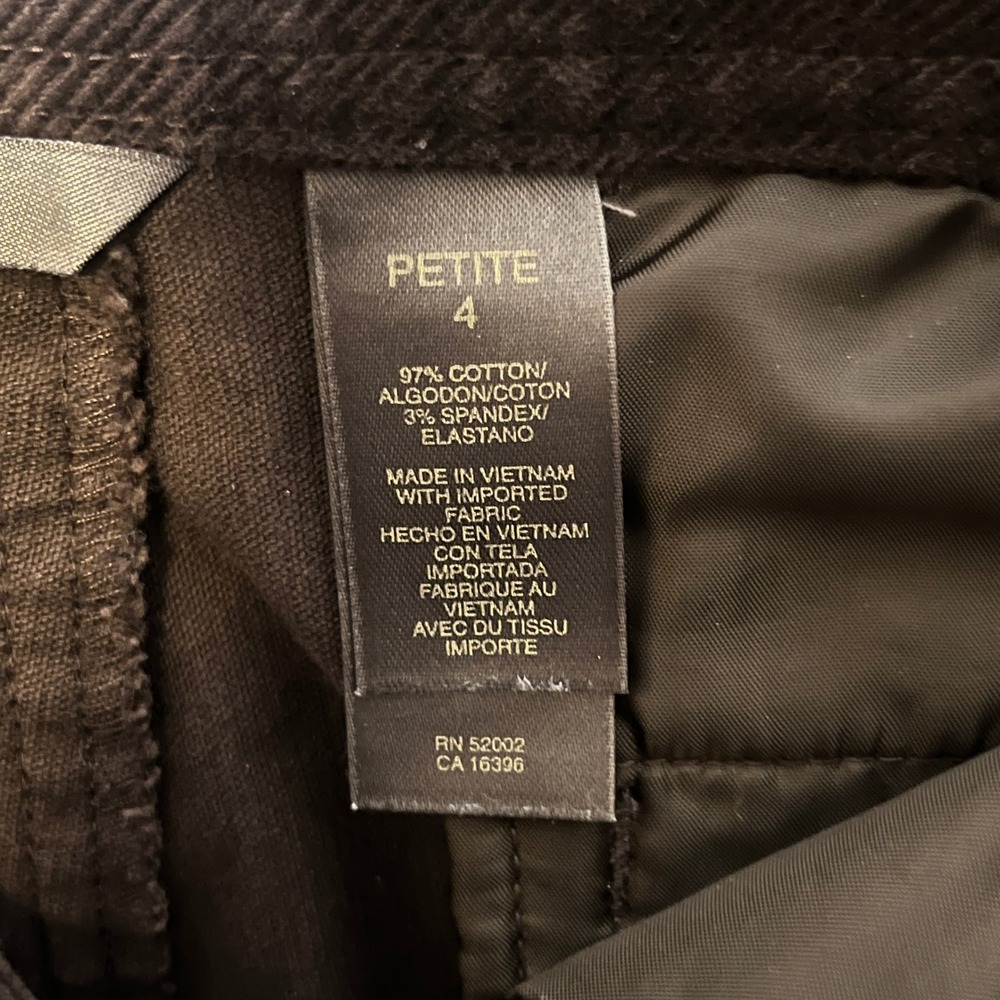 PETITE
4
97% COTTON/
ALGODON/COTON
3% SPANDEX/
ELASTANO
MADE IN VIETNAM
WITH IMPORTED
FABRIC
HECHO EN VIETNAM
CON TELA
IMPORTADA
FABRIQUE AU
VIETNAM
AVEC DU TISSU
IMPORTE
RN 52002
CA 16396